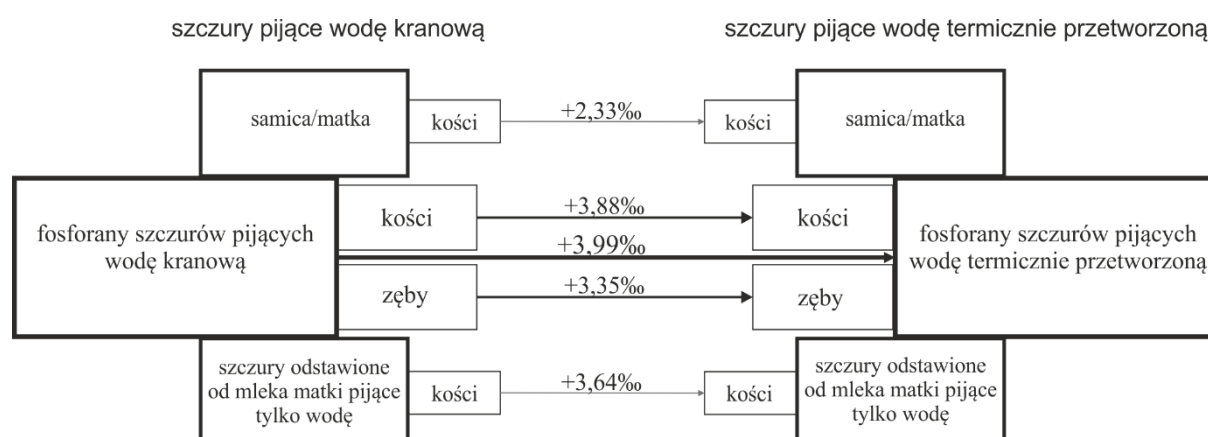 szczury pijące wodę kranową
szczury pijące wodę termicznie przetworzoną
samica/matka
kości
+2,33‰
kości
samica/matka
fosforany szczurów pijących
wodę kranową
kości
+3,88‰
kości
+3,99‰
zęby
+3,35‰
zęby
fosforany szczurów pijących
wodę termicznie przetworzoną
szczury odstawione
od mleka matki pijące
tylko wodę
kości
+3,64‰
kości
szczury odstawione
od mleka matki pijące
tylko wodę